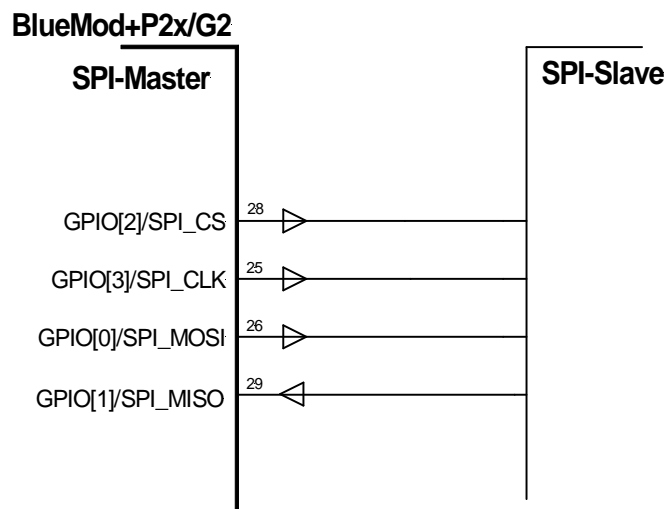 BlueMod+P2x/G2
SPI-Master
SPI-Slave
GPIO[2]/SPI_CS 28
GPIO[3]/SPI_CLK 25
GPIO[0]/SPI_MOSI 26
GPIO[1]/SPI_MISO 29